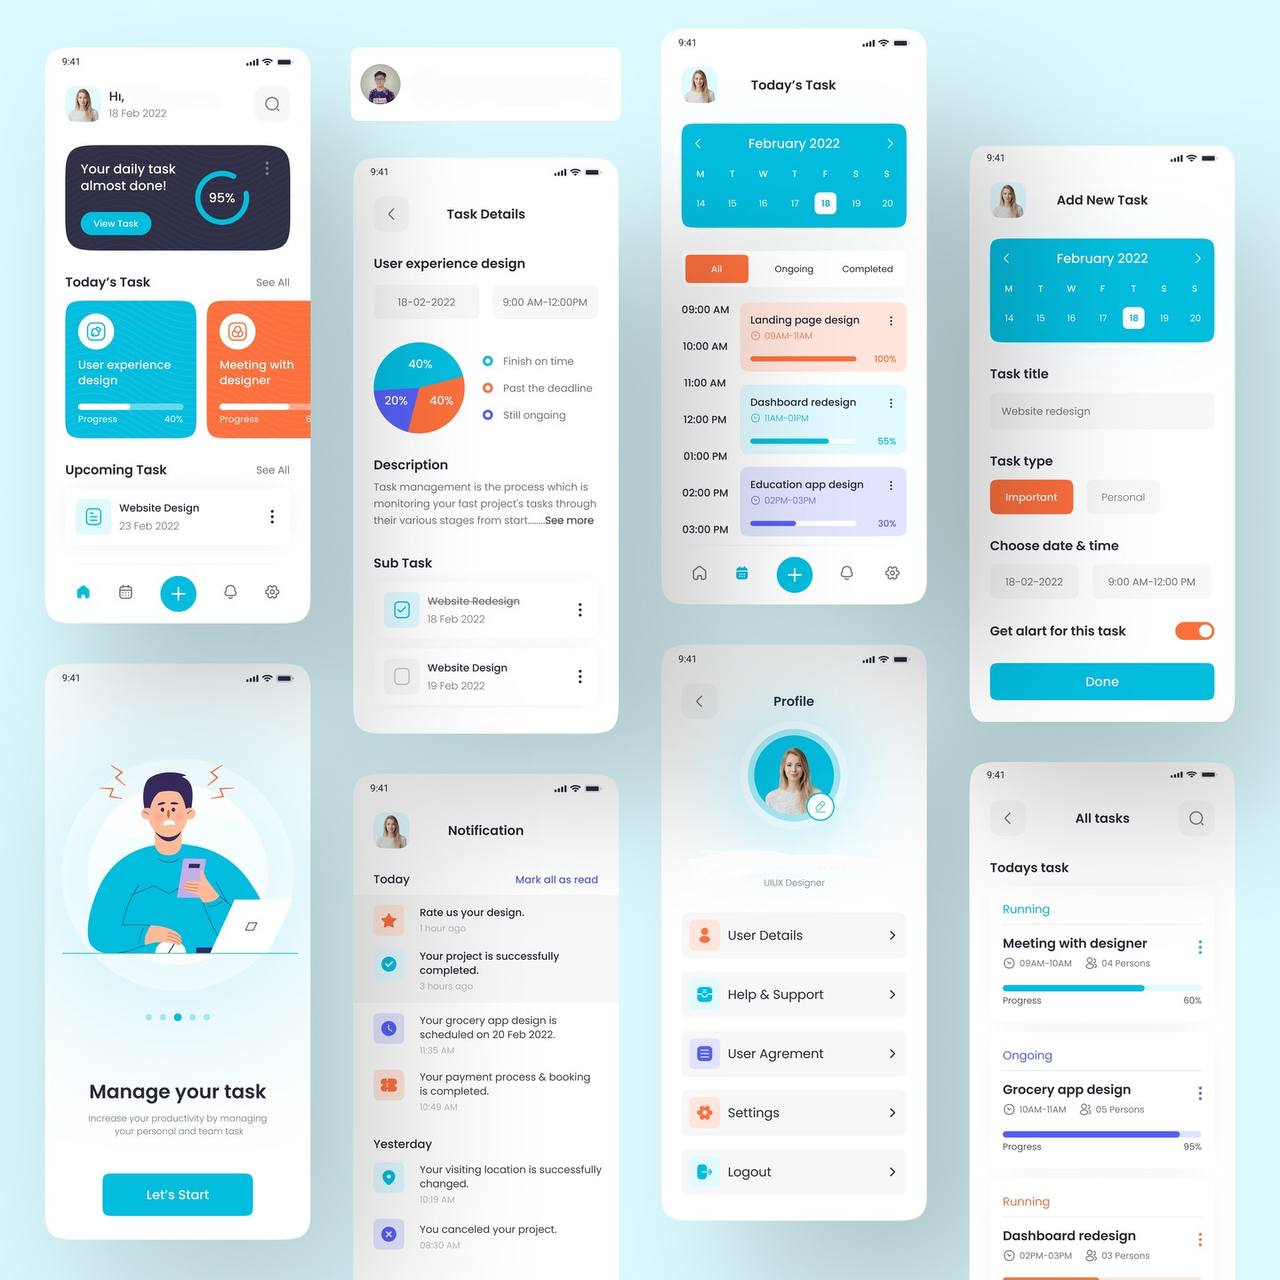 9:41
Hi,
18 Feb 2022
Your daily task
almost done!
95%
View Task
Today's Task
See All
User experience
design
Progress
40%
Meeting with
designer
Progress
6
Upcoming Task
See All
Website Design
23 Feb 2022
9:41
Manage your task
Increase your productivity by managing
your personal and team task
Let's Start
9:41
Task Details
User experience design
18-02-2022
9:00 AM-12:00PM
40%
20%
40%
Finish on time
Past the deadline
Still ongoing
Description
Task management is the process which is
monitoring your fast project's tasks through
their various stages from start.......See more
Sub Task
Website Redesign
18 Feb 2022
Website Design
19 Feb 2022
9:41
Notification
Today
Mark all as read
Rate us your design.
1 hour ago
Your project is successfully
completed.
3 hours ago
Your grocery app design is
scheduled on 20 Feb 2022.
11:35 AM
Your payment process & booking
is completed.
10:49 AM
Yesterday
Your visiting location is successfully
changed.
10:19 AM
You canceled your project.
08:30 AM
9:41
Today's Task
February 2022
M T W T F S S
14 15 16 17 18 19 20
All
Ongoing
Completed
09:00 AM
10:00 AM
11:00 AM
12:00 PM
01:00 PM
02:00 PM
03:00 PM
Landing page design
09AM-11AM
100%
Dashboard redesign
11AM-01PM
55%
Education app design
02PM-03PM
30%
9:41
Profile
UIUX Designer
User Details
Help & Support
User Agrement
Settings
Logout
9:41
Add New Task
February 2022
M T W T F S S
14 15 16 17 18 19 20
Task title
Website redesign
Task type
Important
Personal
Choose date & time
18-02-2022
9:00 AM-12:00 PM
Get alart for this task
Done
9:41
All tasks
Todays task
Running
Meeting with designer
09AM-10AM
04 Persons
Progress
60%
Ongoing
Grocery app design
10AM-11AM
05 Persons
Progress
95%
Running
Dashboard redesign
02PM-03PM
03 Persons